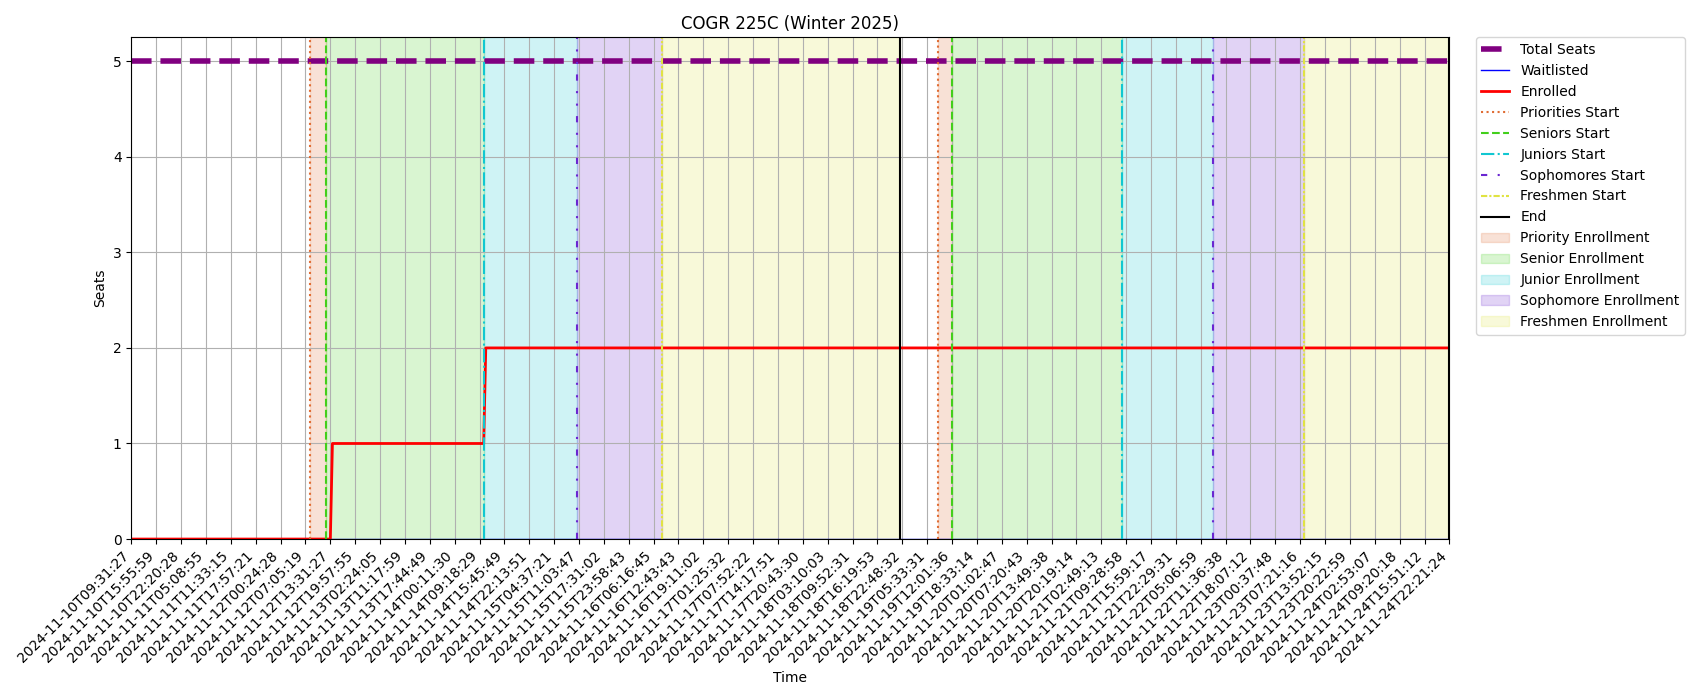 COGR 225C (Winter 2025)
Seats
5
4
3
2
1
0
2024-11-10T09:31:27
2024-11-10T15:55:59
2024-11-10T22:20:28
2024-11-11T05:08:55
2024-11-11T11:33:15
2024-11-11T17:57:21
2024-11-12T00:24:28
2024-11-12T07:05:19
2024-11-12T13:31:27
2024-11-12T19:57:55
2024-11-13T02:24:05
2024-11-13T11:17:59
2024-11-13T17:44:49
2024-11-14T00:11:30
2024-11-14T09:18:29
2024-11-14T15:45:49
2024-11-14T22:13:51
2024-11-15T04:37:21
2024-11-15T11:03:47
2024-11-15T17:31:02
2024-11-15T23:58:43
2024-11-16T06:16:45
2024-11-16T12:43:43
2024-11-16T19:11:02
2024-11-17T01:25:32
2024-11-17T07:52:22
2024-11-17T14:17:51
2024-11-17T20:43:30
2024-11-18T03:10:03
2024-11-18T09:52:31
2024-11-18T16:19:53
2024-11-18T22:48:32
2024-11-19T05:33:31
2024-11-19T12:01:36
2024-11-19T18:33:14
2024-11-20T01:02:47
2024-11-20T07:20:43
2024-11-20T13:49:38
2024-11-20T20:19:14
2024-11-21T02:49:13
2024-11-21T09:28:58
2024-11-21T15:59:17
2024-11-21T22:29:31
2024-11-22T05:06:59
2024-11-22T11:36:38
2024-11-22T18:07:12
2024-11-23T00:37:48
2024-11-23T07:21:16
2024-11-23T13:52:15
2024-11-23T20:22:59
2024-11-24T02:53:07
2024-11-24T09:20:18
2024-11-24T15:51:12
2024-11-24T22:21:24
Time
Total Seats
Waitlisted
Enrolled
Priorities Start
Seniors Start
Juniors Start
Sophomores Start
Freshmen Start
End
Priority Enrollment
Senior Enrollment
Junior Enrollment
Sophomore Enrollment
Freshmen Enrollment